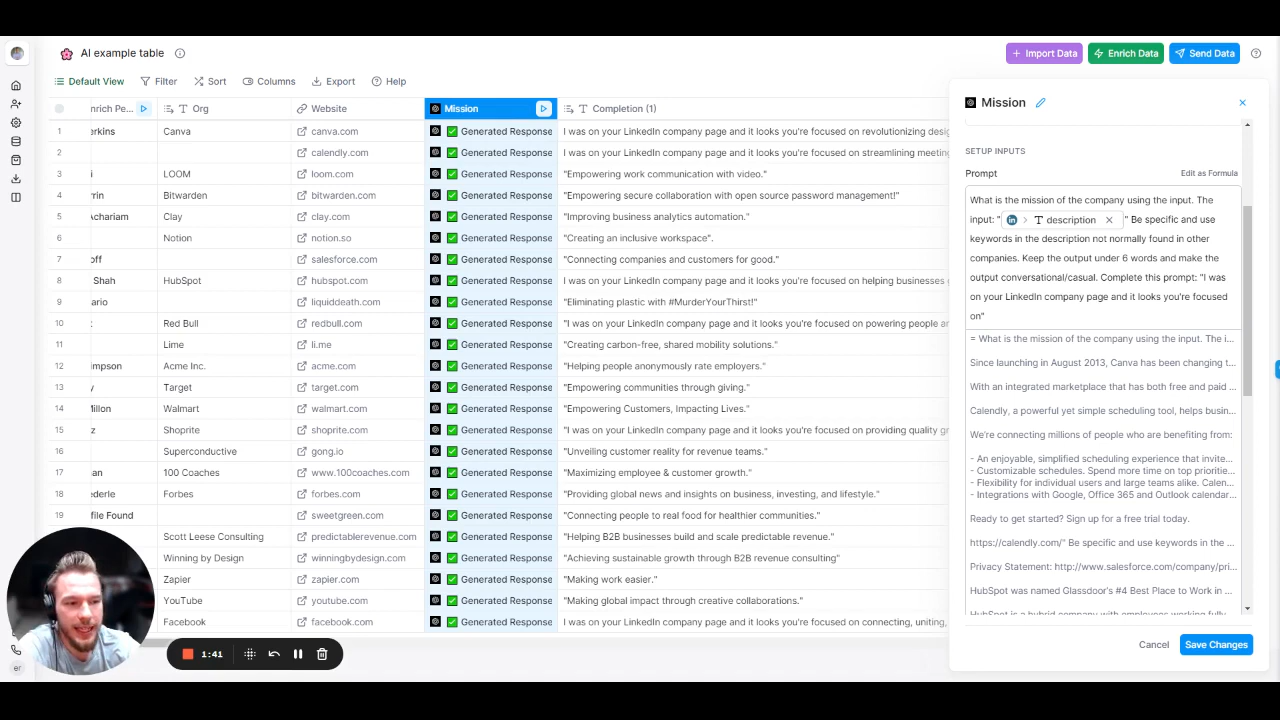 AI example table
Import Data
Enrich Data
Send Data
Default View
Filter
Sort
Columns
Export
Help
nrich Pe... Org Website Mission Completion (1)
1 erkins Canva canva.com Generated Response I was on your LinkedIn company page and it looks you're focused on revolutionizing
2 calendly.com Generated Response I was on your LinkedIn company page and it looks you're focused on streamlining
3 i LOOM loom.com Generated Response "Empowering work communication with video."
4 rrin Bitwarden bitwarden.com Generated Response "Empowering secure collaboration with open source password management!"
5 Achariam Clay clay.com Generated Response "Improving business analytics automation."
6 Notion notion.so Generated Response "Creating an inclusive workspace".
7 off salesforce.com Generated Response "Connecting companies and customers for good."
8 Shah HubSpot hubspot.com Generated Response I was on your LinkedIn company page and it looks you're focused on helping businesses
9 ario liquiddeath.com Generated Response "Eliminating plastic with #MurderYourThirst!"
10 Red Bull redbull.com Generated Response "I was on your LinkedIn company page and it looks you're focused on powering people
11 Lime li.me Generated Response "Creating carbon-free, shared mobility solutions."
12 impson Acme Inc. acme.com Generated Response "Helping people anonymously rate employers."
13 y Target target.com Generated Response "Empowering communities through giving."
14 Millon Walmart walmart.com Generated Response "Empowering Customers, Impacting Lives."
15 z Shoprite shoprite.com Generated Response "I was on your LinkedIn company page and it looks you're focused on providing quality
16 Superconductive gong.io Generated Response "Unveiling customer reality for revenue teams."
17 nan 100 Coaches www.100coaches.com Generated Response "Maximizing employee & customer growth."
18 ederle Forbes forbes.com Generated Response "Providing global news and insights on business, investing, and lifestyle."
19 file Found sweetgreen.com Generated Response "Connecting people to real food for healthier communities."
Scott Leese Consulting predictablerevenue.com Generated Response "Helping B2B businesses build and scale predictable revenue."
Winning by Design winningbydesign.com Generated Response "Achieving sustainable growth through B2B revenue consulting"
Zapier zapier.com Generated Response "Making work easier."
YouTube youtube.com Generated Response "Making global impact through creative collaborations."
Facebook facebook.com Generated Response I was on your LinkedIn company page and it looks you're focused on connecting, uniting,
1:41
er
Mission
SETUP INPUTS
Prompt Edit as Formula
What is the mission of the company using the input. The
input: " description " Be specific and use
keywords in the description not normally found in other
companies. Keep the output under 6 words and make the
output conversational/casual. Complete this prompt: "I was
on your LinkedIn company page and it looks you're focused
on"
= What is the mission of the company using the input. The i...
Since launching in August 2013, Canva has been changing t...
With an integrated marketplace that has both free and paid ...
Calendly, a powerful yet simple scheduling tool, helps busin...
We're connecting millions of people who are benefiting from:
- An enjoyable, simplified scheduling experience that invite...
- Customizable schedules. Spend more time on top prioritie...
- Flexibility for individual users and large teams alike. Calen...
- Integrations with Google, Office 365 and Outlook calendar...
Ready to get started? Sign up for a free trial today.
https://calendly.com/" Be specific and use keywords in the ...
Privacy Statement: http://www.salesforce.com/company/pri...
HubSpot was named Glassdoor's #4 Best Place to Work in ...
HubSpot is a hybrid company with employees working fully
Cancel
Save Changes